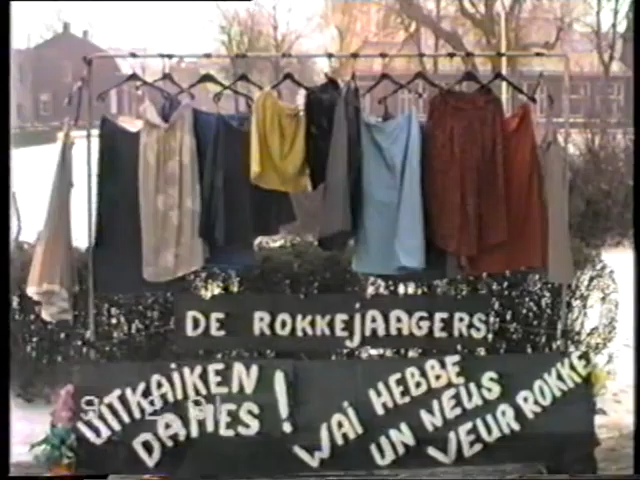 DE ROKKEJAAGERS
UITKAIKEN
DAMES !
WAI HEBBE
UN NEUS
VEUR ROKKE